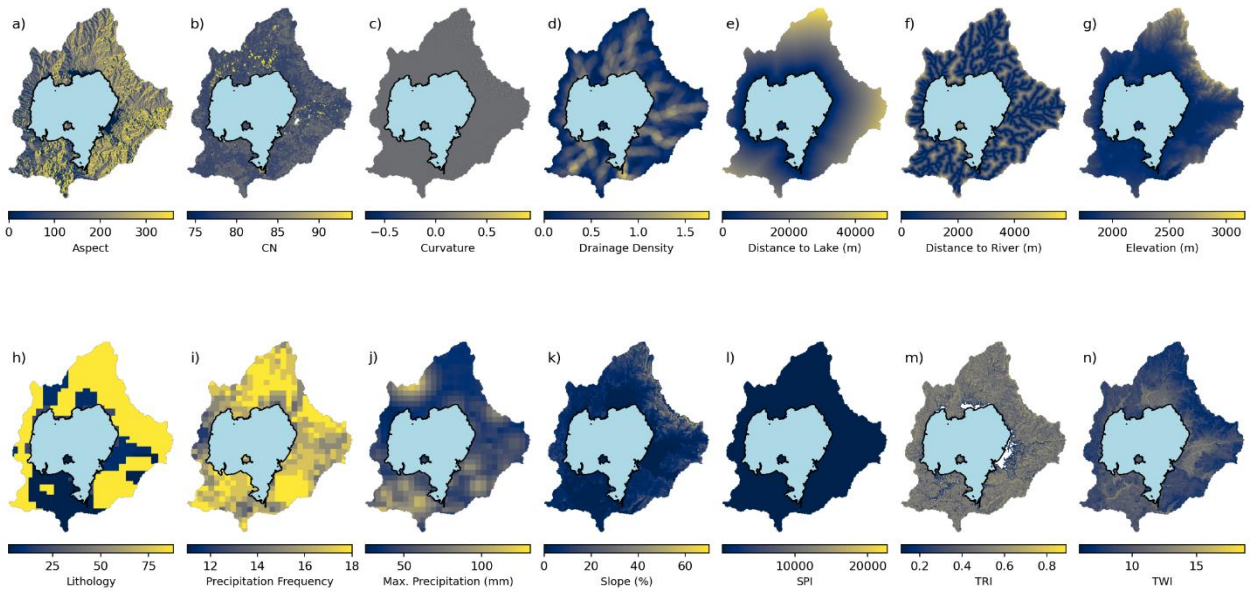 a) b) c) d) e) f) g)
0 100 200 300 75 80 85 90 −0.5 0.0 0.5 0.0 0.5 1.0 1.5 0 20000 40000 0 2000 4000 2000 2500 3000
Aspect CN Curvature Drainage Density Distance to Lake (m) Distance to River (m) Elevation (m)
h) i) j) k) l) m) n)
25 50 75 12 14 16 18 50 100 0 20 40 60 10000 20000 0.2 0.4 0.6 0.8 10 15
Lithology Precipitation Frequency Max. Precipitation (mm) Slope (%) SPI TRI TWI